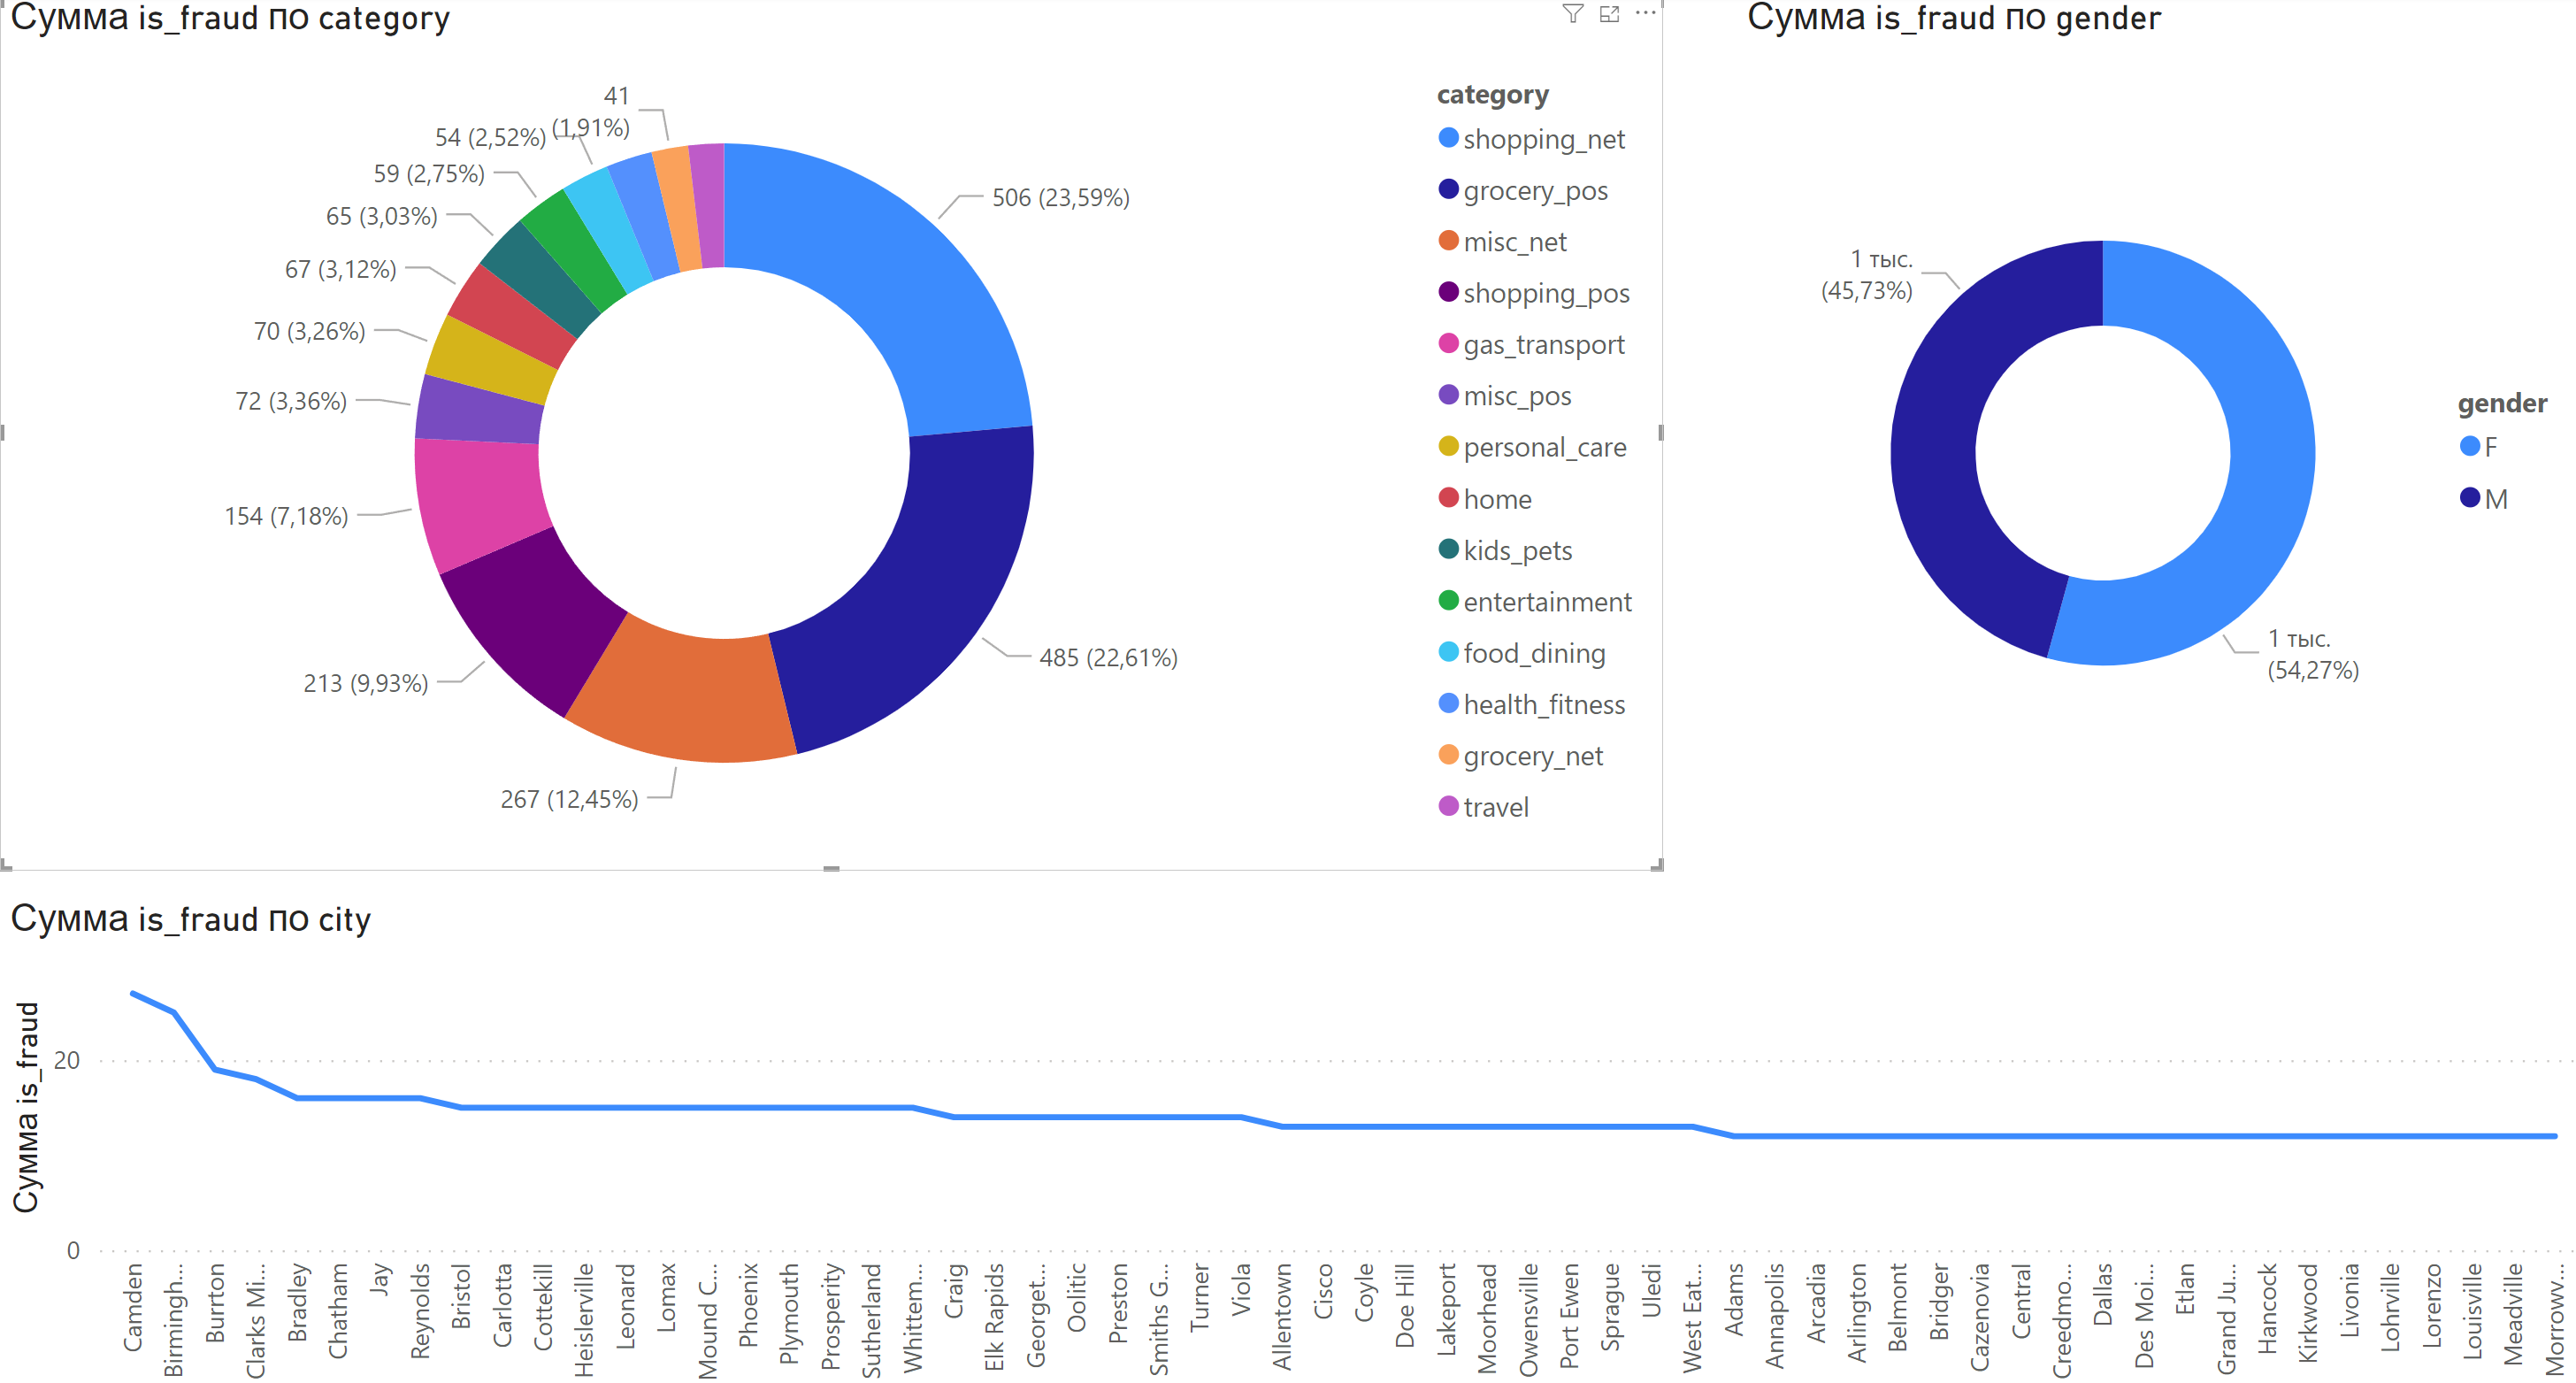 Сумма is_fraud по category
41
(1,91%)
54 (2,52%)
59 (2,75%)
65 (3,03%)
67 (3,12%)
70 (3,26%)
72 (3,36%)
154 (7,18%)
213 (9,93%)
267 (12,45%)
485 (22,61%)
506 (23,59%)
category
shopping_net
grocery_pos
misc_net
shopping_pos
gas_transport
misc_pos
personal_care
home
kids_pets
entertainment
food_dining
health_fitness
grocery_net
travel
Сумма is_fraud по gender
1 тыс.
(45,73%)
1 тыс.
(54,27%)
gender
F
M
Сумма is_fraud по city
Сумма is_fraud
20
0
Camden
Birmingh...
Burrton
Clarks Mi...
Bradley
Chatham
Jay
Reynolds
Bristol
Carlotta
Cottekill
Heislerville
Leonard
Lomax
Mound C...
Phoenix
Plymouth
Prosperity
Sutherland
Whittem...
Craig
Elk Rapids
Georget...
Oolitic
Preston
Smiths G...
Turner
Viola
Allentown
Cisco
Coyle
Doe Hill
Lakeport
Moorhead
Owensville
Port Ewen
Sprague
Uledi
West Eat...
Adams
Annapolis
Arcadia
Arlington
Belmont
Bridger
Cazenovia
Central
Creedmo...
Dallas
Des Moi...
Etlan
Grand Ju...
Hancock
Kirkwood
Livonia
Lohrville
Lorenzo
Louisville
Meadville
Morrowv...